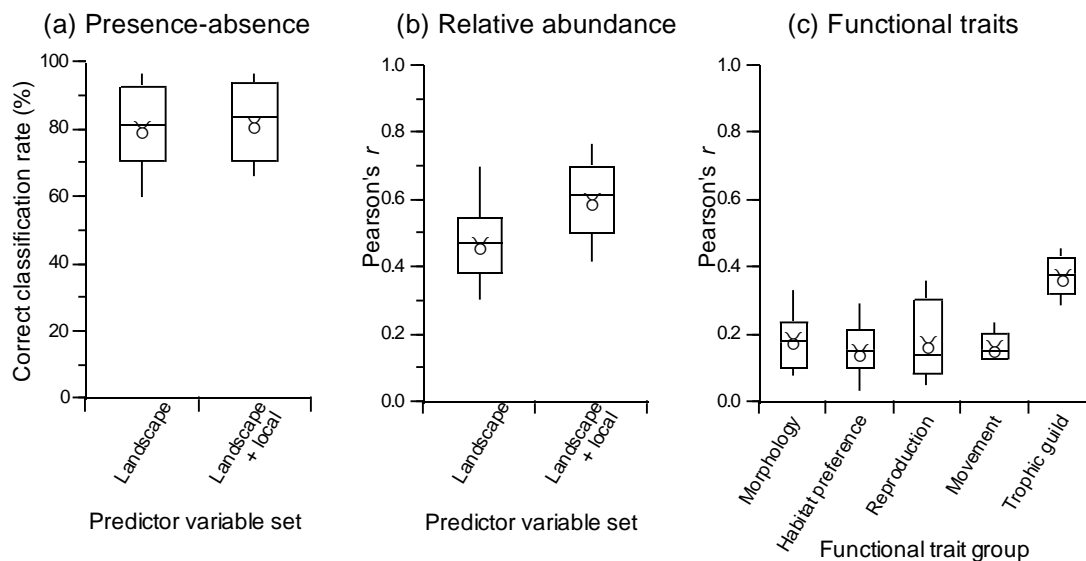 (a) Presence-absence
100
80
60
40
20
0
Correct classification rate (%)
Landscape
Landscape
+ local
Predictor variable set
(b) Relative abundance
1.0
0.8
0.6
0.4
0.2
0.0
Pearson's r
Landscape
Landscape
+ local
Predictor variable set
(c) Functional traits
1.0
0.8
0.6
0.4
0.2
0.0
Pearson's r
Morphology
Habitat preference
Reproduction
Movement
Trophic guild
Functional trait group